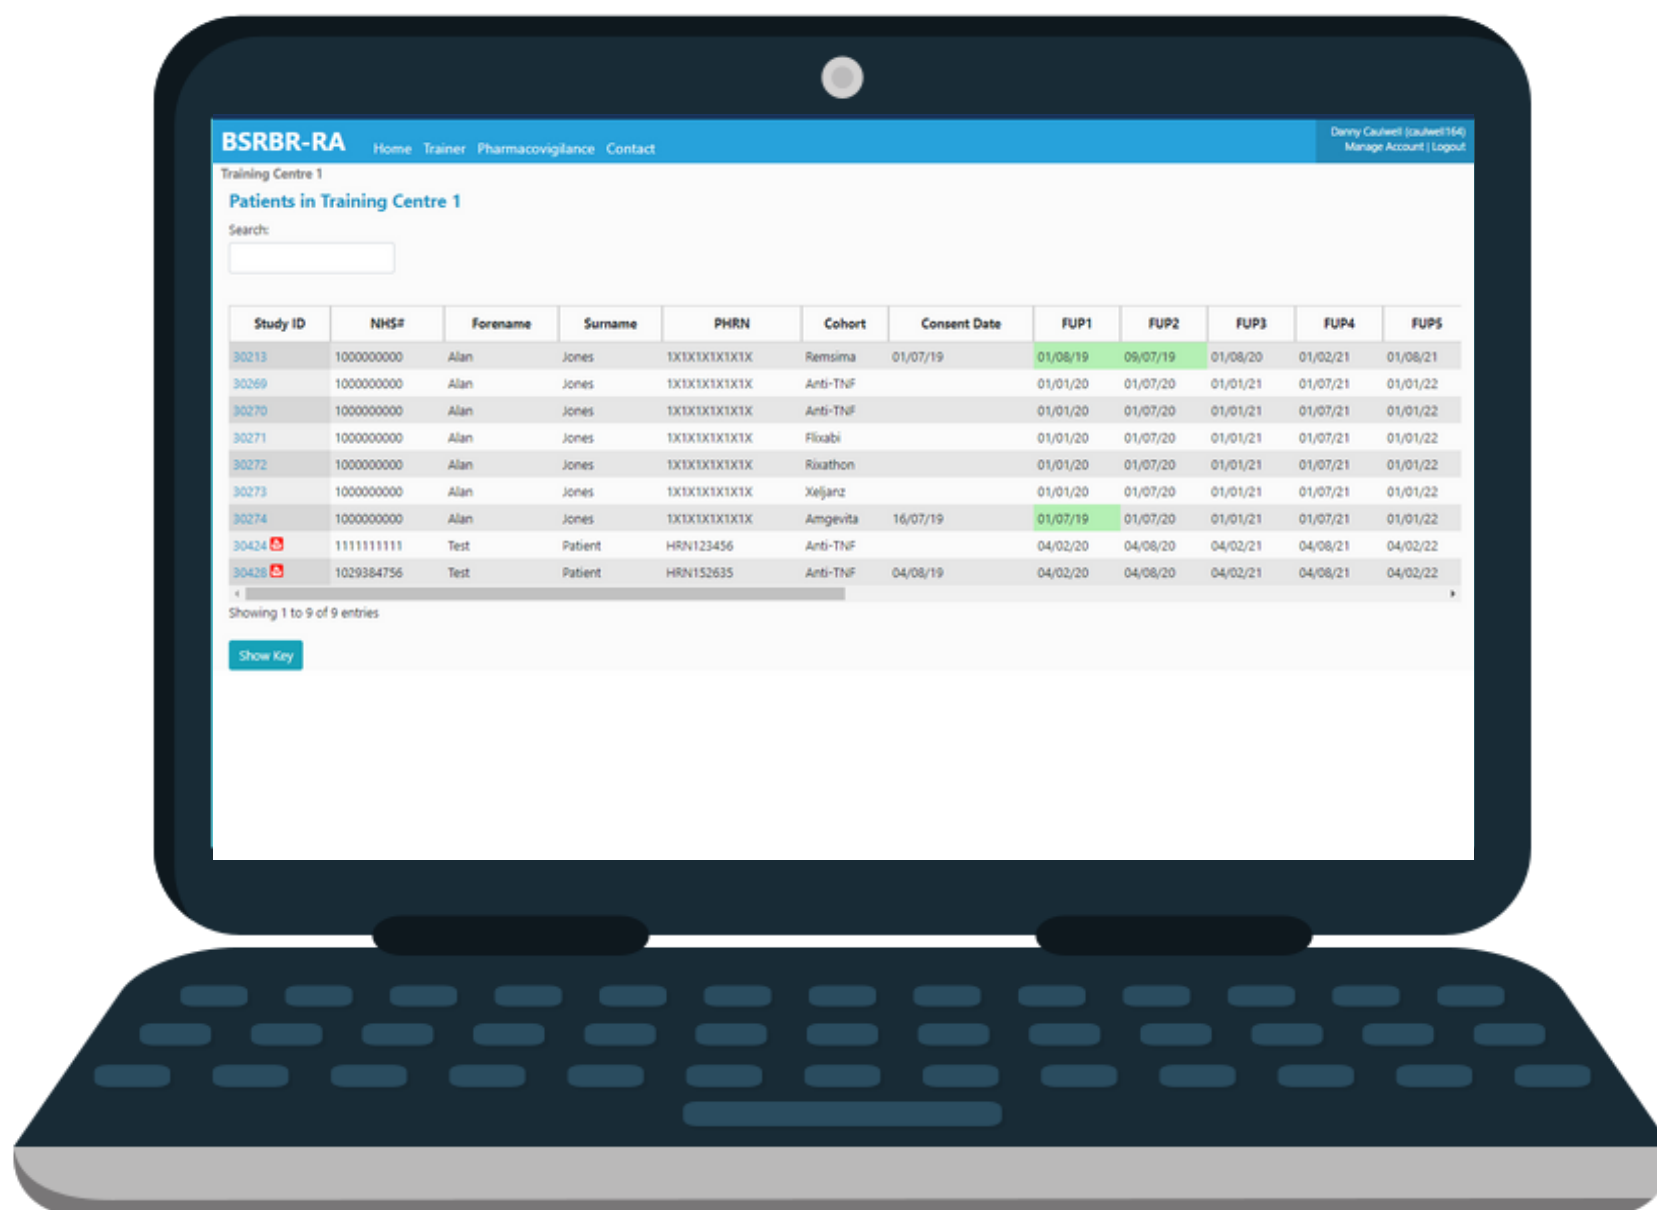 BSRBR-RA Home Trainer Pharmacovigilance Contact
Danny Caulwell (caulwell164)
Manage Account | Logout
Training Centre 1
Patients in Training Centre 1
Search:
Study ID NHS# Forename Surname PHRN Cohort Consent Date FUP1 FUP2 FUP3 FUP4 FUP5
30213 1000000000 Alan Jones 1X1X1X1X1X1X Remsima 01/07/19 01/08/19 09/07/19 01/08/20 01/02/21 01/08/21
30269 1000000000 Alan Jones 1X1X1X1X1X1X Anti-TNF 01/01/20 01/07/20 01/01/21 01/07/21 01/01/22
30270 1000000000 Alan Jones 1X1X1X1X1X1X Anti-TNF 01/01/20 01/07/20 01/01/21 01/07/21 01/01/22
30271 1000000000 Alan Jones 1X1X1X1X1X1X Flixabi 01/01/20 01/07/20 01/01/21 01/07/21 01/01/22
30272 1000000000 Alan Jones 1X1X1X1X1X1X Rixathon 01/01/20 01/07/20 01/01/21 01/07/21 01/01/22
30273 1000000000 Alan Jones 1X1X1X1X1X1X Xeljanz 01/01/20 01/07/20 01/01/21 01/07/21 01/01/22
30274 1000000000 Alan Jones 1X1X1X1X1X1X Amgevita 16/07/19 01/07/19 01/07/20 01/01/21 01/07/21 01/01/22
30424 1111111111 Test Patient HRN123456 Anti-TNF 04/02/20 04/08/20 04/02/21 04/08/21 04/02/22
30428 1029384756 Test Patient HRN152635 Anti-TNF 04/08/19 04/02/20 04/08/20 04/02/21 04/08/21 04/02/22
Showing 1 to 9 of 9 entries
Show Key